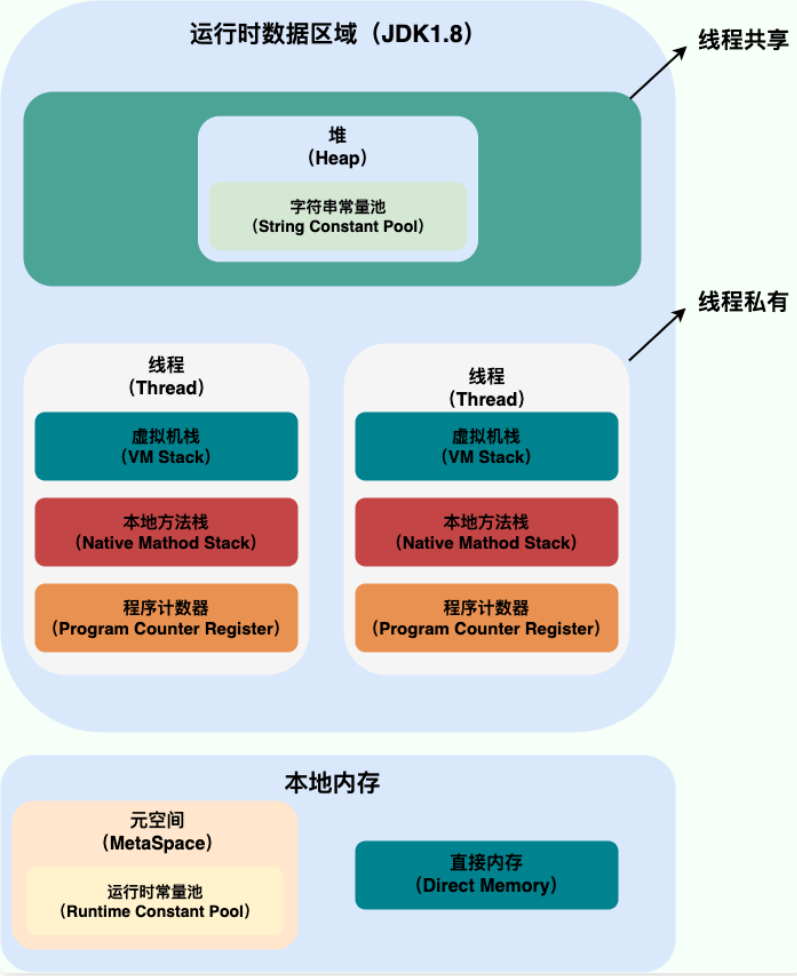 运行时数据区域（JDK1.8）
线程共享
堆
（Heap）
字符串常量池
（String Constant Pool）
线程私有
线程
（Thread）
虚拟机栈
（VM Stack）
本地方法栈
（Native Mathod Stack）
程序计数器
（Program Counter Register）
线程
（Thread）
虚拟机栈
（VM Stack）
本地方法栈
（Native Mathod Stack）
程序计数器
（Program Counter Register）
本地内存
元空间
（MetaSpace）
运行时常量池
（Runtime Constant Pool）
直接内存
（Direct Memory）